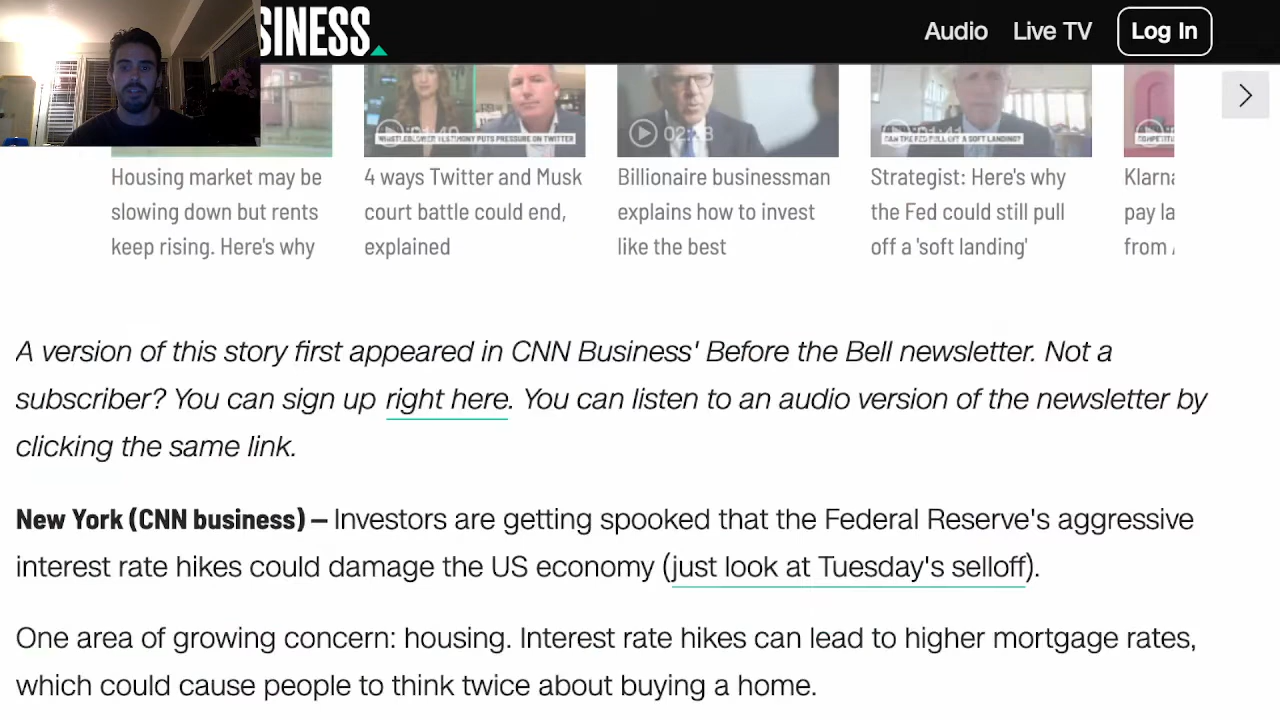 SINESS
Audio
Live TV
Log In
WHISTLEBLOWER TESTIMONY PUTS PRESSURE ON TWITTER
CAN THE FED PULL OFF A SOFT LANDING?
Housing market may be
slowing down but rents
keep rising. Here's why
4 ways Twitter and Musk
court battle could end,
explained
Billionaire businessman
explains how to invest
like the best
Strategist: Here's why
the Fed could still pull
off a 'soft landing'
Klarna
pay la
from
A version of this story first appeared in CNN Business' Before the Bell newsletter. Not a
subscriber? You can sign up right here. You can listen to an audio version of the newsletter by
clicking the same link.
New York (CNN business) — Investors are getting spooked that the Federal Reserve's aggressive
interest rate hikes could damage the US economy (just look at Tuesday's selloff).
One area of growing concern: housing. Interest rate hikes can lead to higher mortgage rates,
which could cause people to think twice about buying a home.